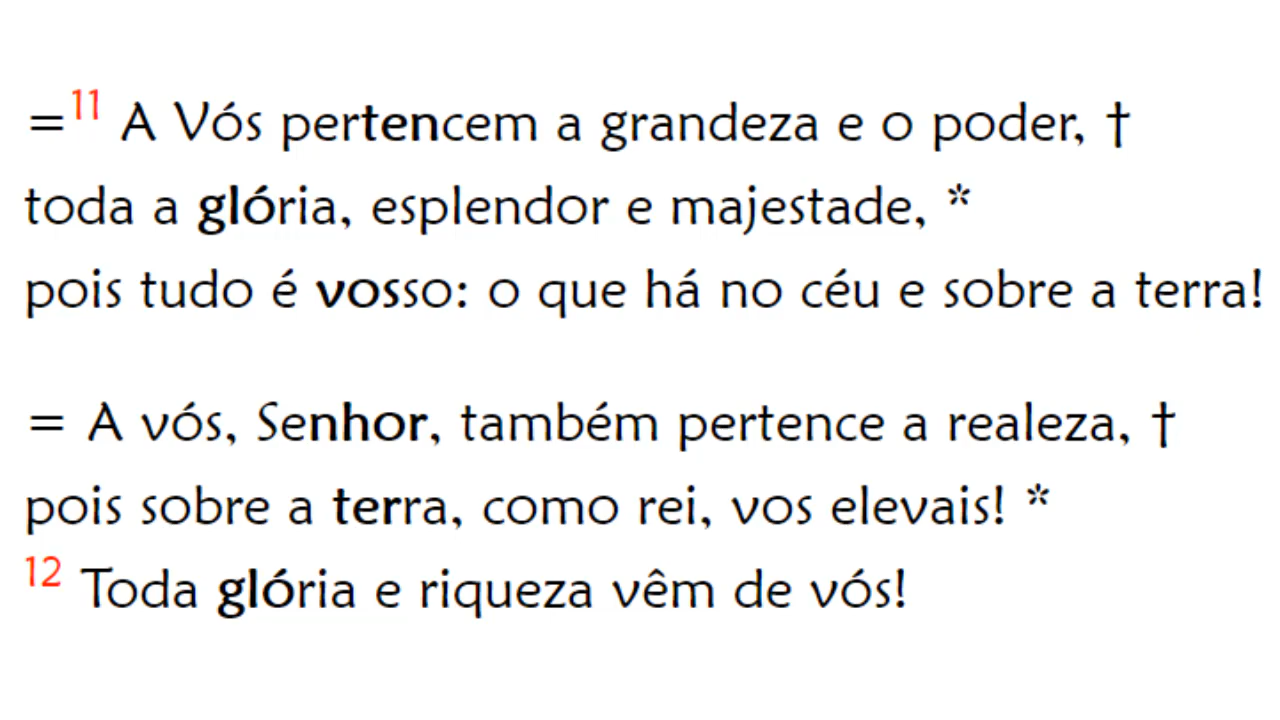 =11 A Vós pertencem a grandeza e o poder, †
toda a glória, esplendor e majestade, *
pois tudo é vosso: o que há no céu e sobre a terra!
= A vós, Senhor, também pertence a realeza, †
pois sobre a terra, como rei, vos elevais! *
12 Toda glória e riqueza vêm de vós!